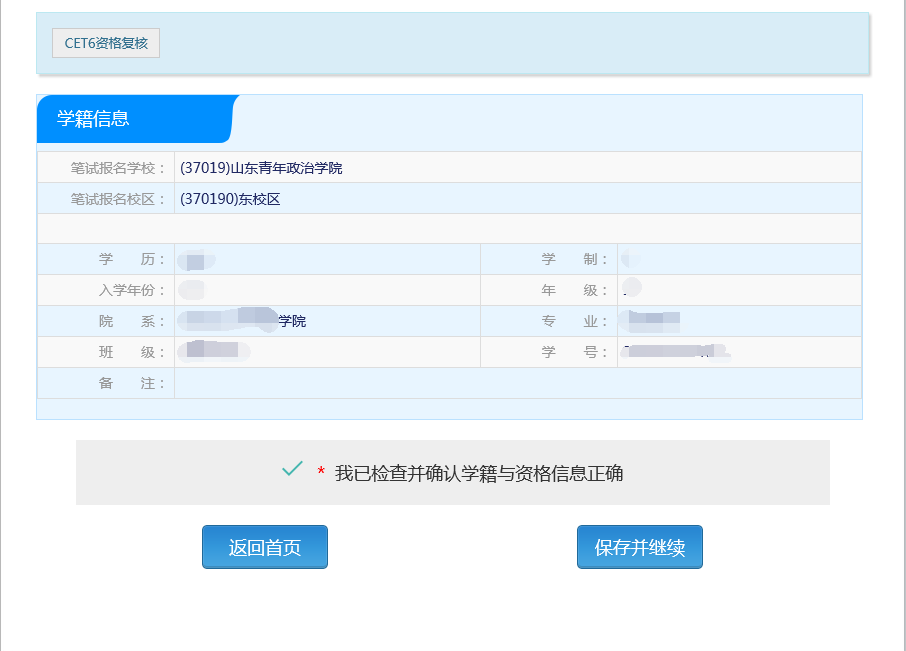 CET6资格复核
学籍信息
笔试报名学校： (37019)山东青年政治学院
笔试报名校区： (370190)东校区
学 历： 学 制：
入学年份： 年 级：
院 系： 学院 专 业：
班 级： 学 号：
备 注：
* 我已检查并确认学籍与资格信息正确
返回首页 保存并继续